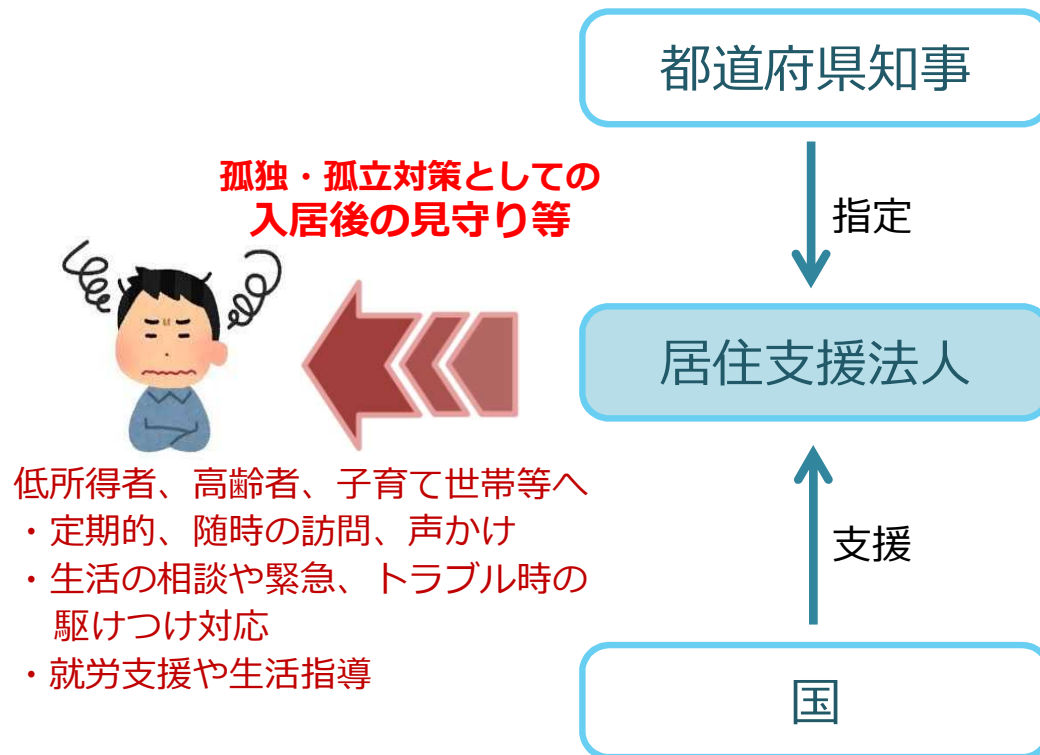 都道府県知事
孤独・孤立対策としての
入居後の見守り等
指定
居住支援法人
低所得者、高齢者、子育て世帯等へ
・定期的、随時の訪問、声かけ
・生活の相談や緊急、トラブル時の
駆けつけ対応
・就労支援や生活指導
支援
国